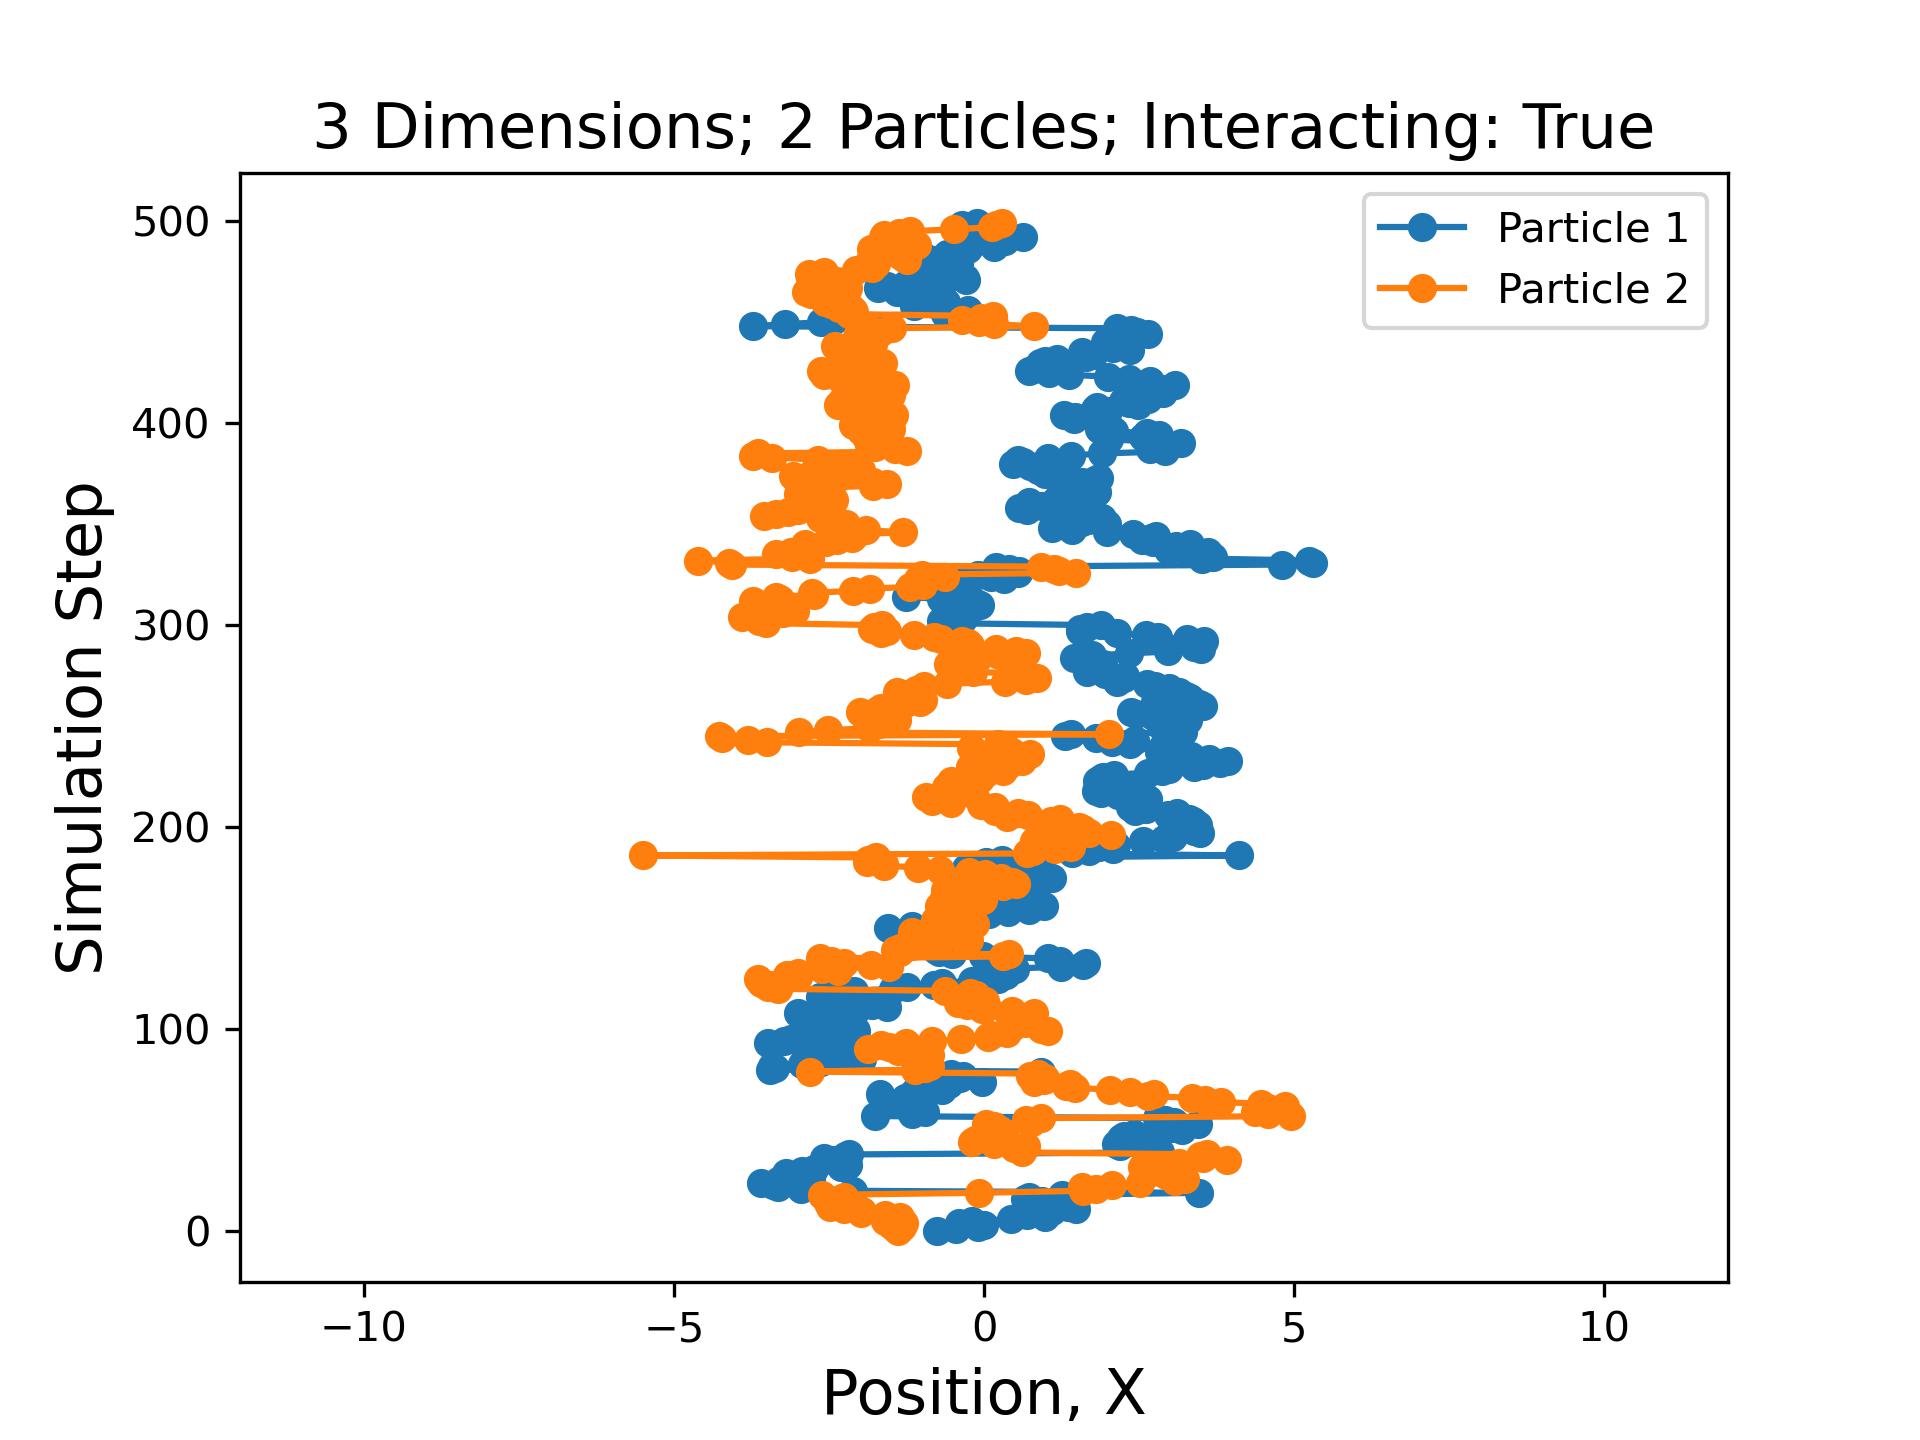 3 Dimensions; 2 Particles; Interacting: True
Particle 1
Particle 2
500
400
300
200
100
0
Simulation Step
−10
−5
0
5
10
Position, X